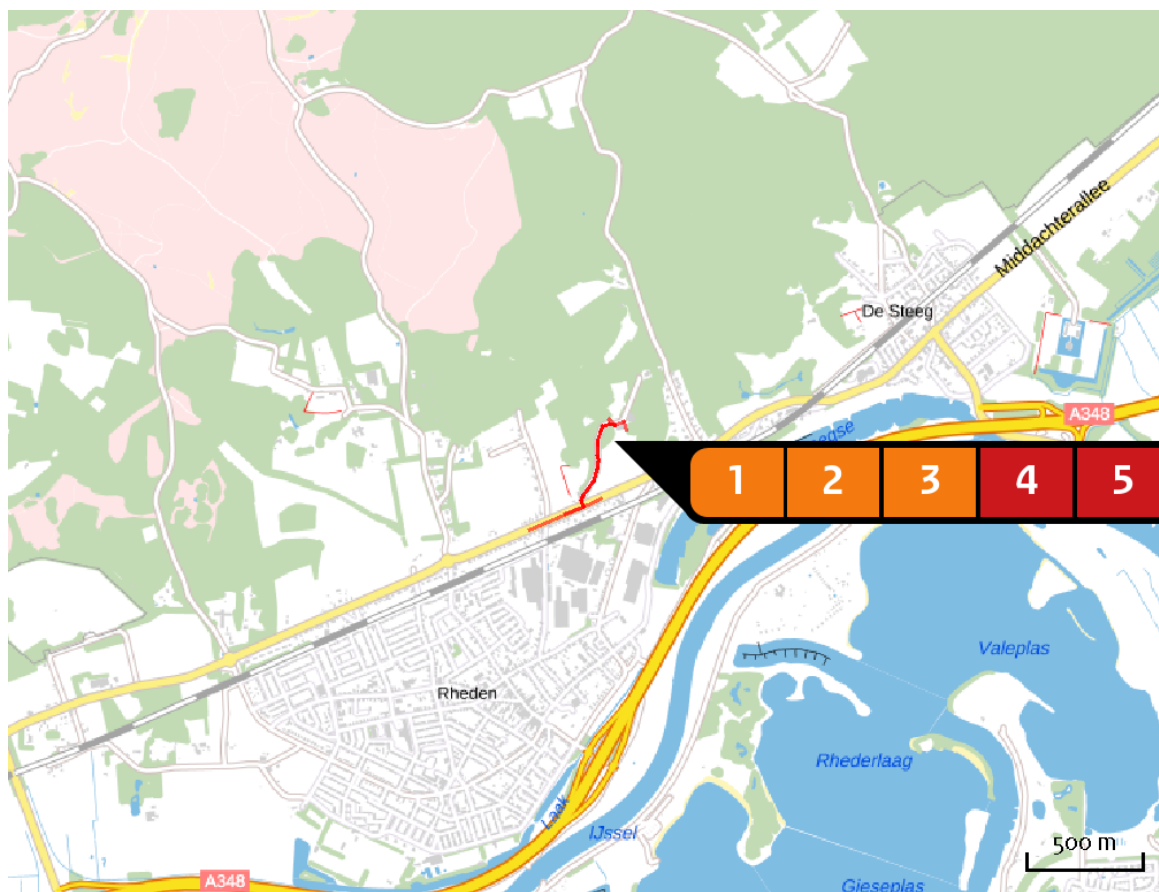 Middachterallee
De Steeg
A348
1 2 3 4 5
Valeplas
Rheden
Rhederlaag
Laak
IJssel
500 m
A348
Gieseplas